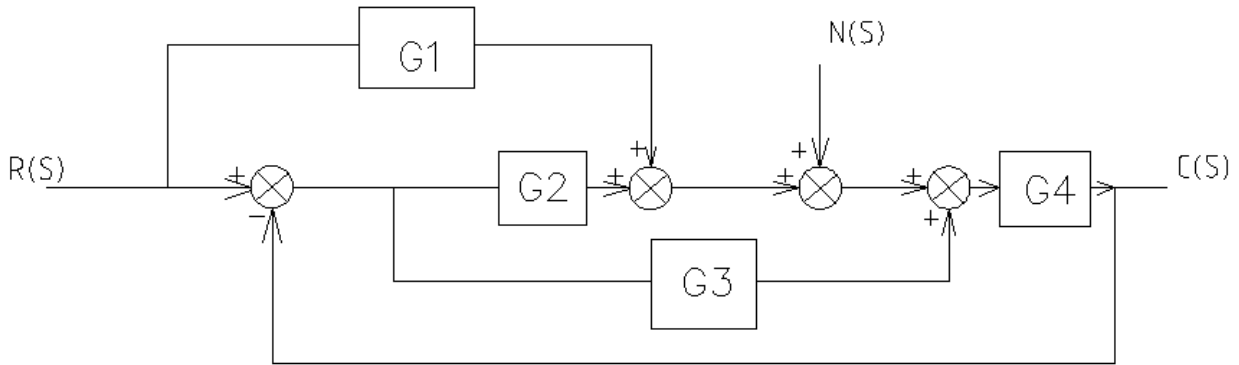 G1
N(S)
R(S)
+
+
G2
+
+
+
+
+
G4
C(S)
-
+
G3